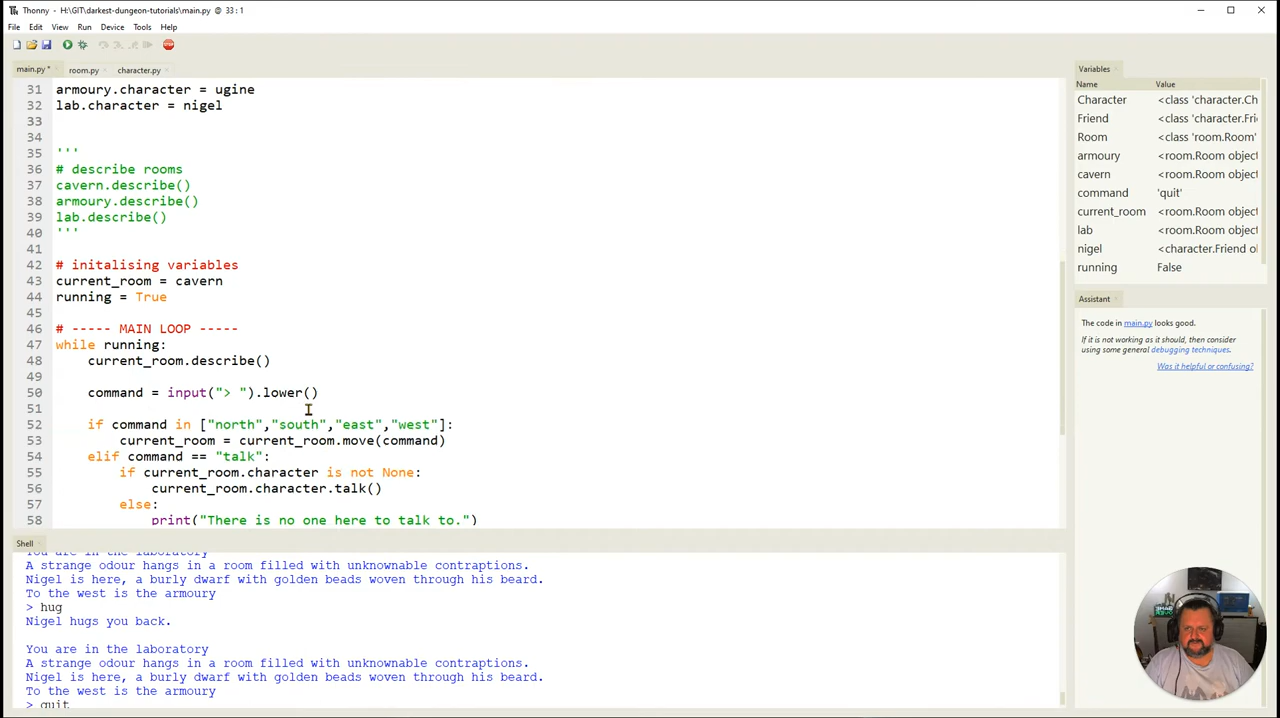 Thonny - H:\GIT\darkest-dungeon-tutorials\main.py @ 33 : 1
File Edit View Run Device Tools Help
main.py * room.py character.py
31 armoury.character = ugine
32 lab.character = nigel
33
34
35 '''
36 # describe rooms
37 cavern.describe()
38 armoury.describe()
39 lab.describe()
40 '''
41
42 # initalising variables
43 current_room = cavern
44 running = True
45
46 # ----- MAIN LOOP -----
47 while running:
48 current_room.describe()
49
50 command = input("> ").lower()
51
52 if command in ["north","south","east","west"]:
53 current_room = current_room.move(command)
54 elif command == "talk":
55 if current_room.character is not None:
56 current_room.character.talk()
57 else:
58 print("There is no one here to talk to.")
Shell
You are in the laboratory
A strange odour hangs in a room filled with unknownable contraptions.
Nigel is here, a burly dwarf with golden beads woven through his beard.
To the west is the armoury
> hug
Nigel hugs you back.
You are in the laboratory
A strange odour hangs in a room filled with unknownable contraptions.
Nigel is here, a burly dwarf with golden beads woven through his beard.
To the west is the armoury
> quit
Variables
Name Value
Character <class 'character.Ch
Friend <class 'character.Fri
Room <class 'room.Room'
armoury <room.Room object
cavern <room.Room object
command 'quit'
current_room <room.Room object
lab <room.Room object
nigel <character.Friend o
running False
Assistant
The code in main.py looks good.
If it is not working as it should, then consider
using some general debugging techniques.
Was it helpful or confusing?